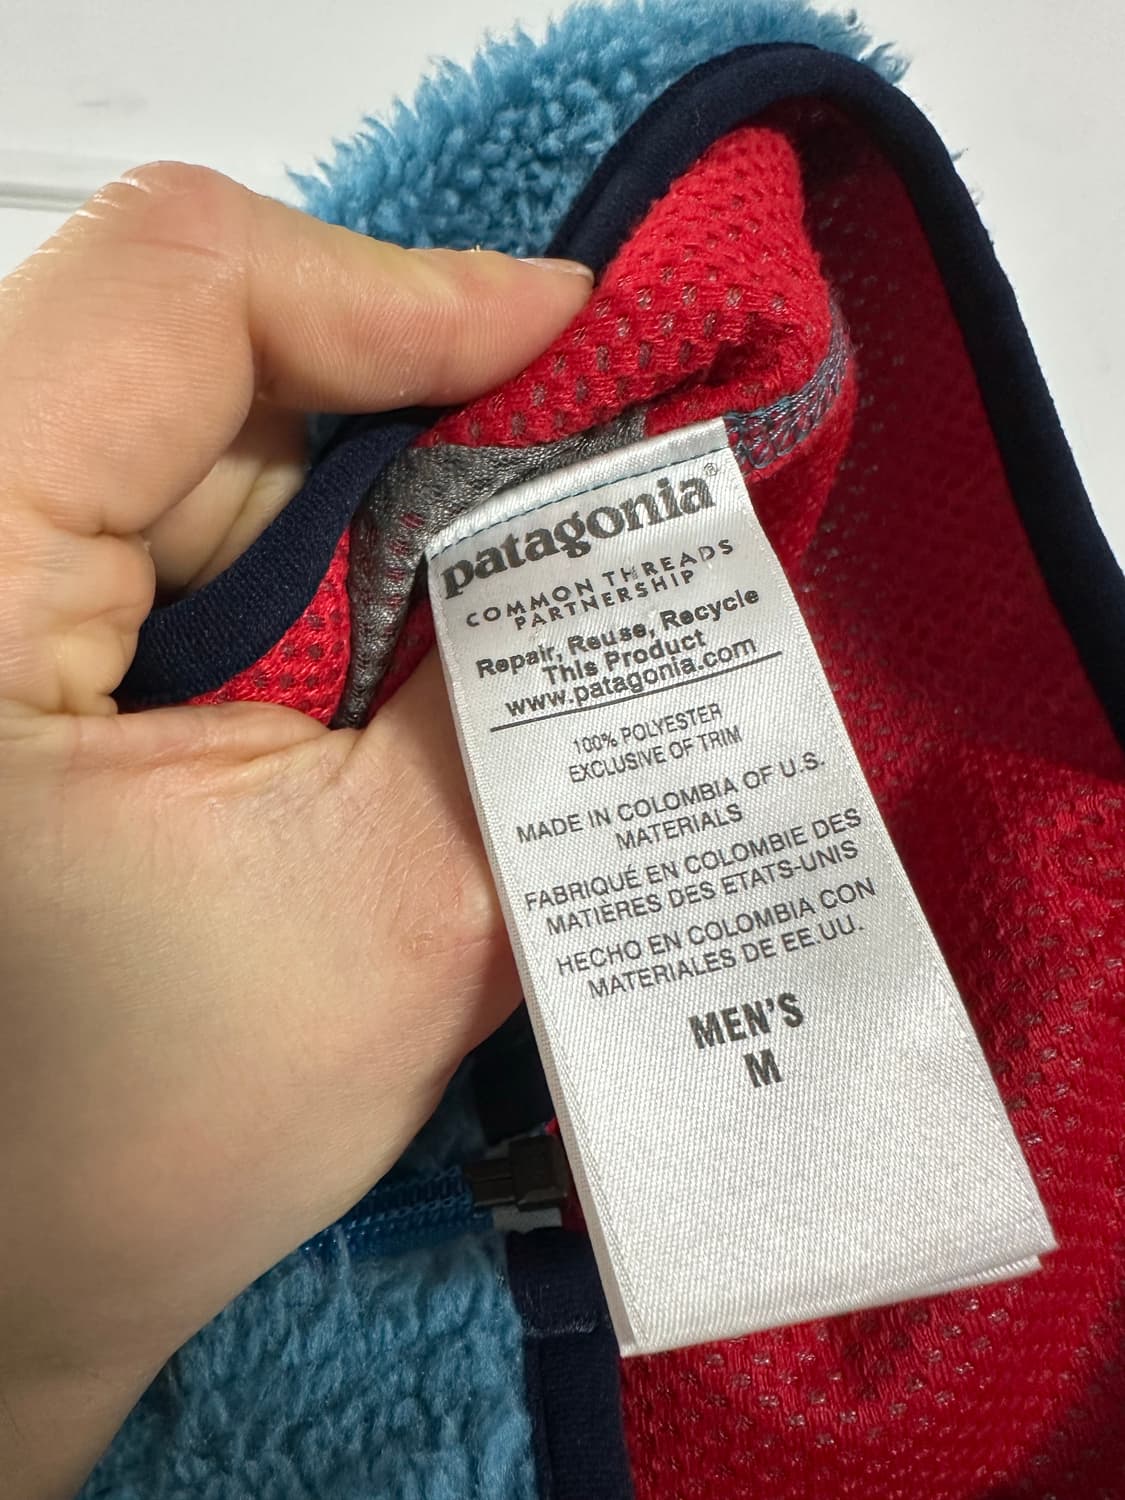 patagonia®
COMMON THREADS
PARTNERSHIP
Repair, Reuse, Recycle
This Product
www.patagonia.com
100% POLYESTER
EXCLUSIVE OF TRIM
MADE IN COLOMBIA OF U.S.
MATERIALS
FABRIQUÉ EN COLOMBIE DES
MATIÈRES DES ETATS-UNIS
HECHO EN COLOMBIA CON
MATERIALES DE EE.UU.
MEN'S
M